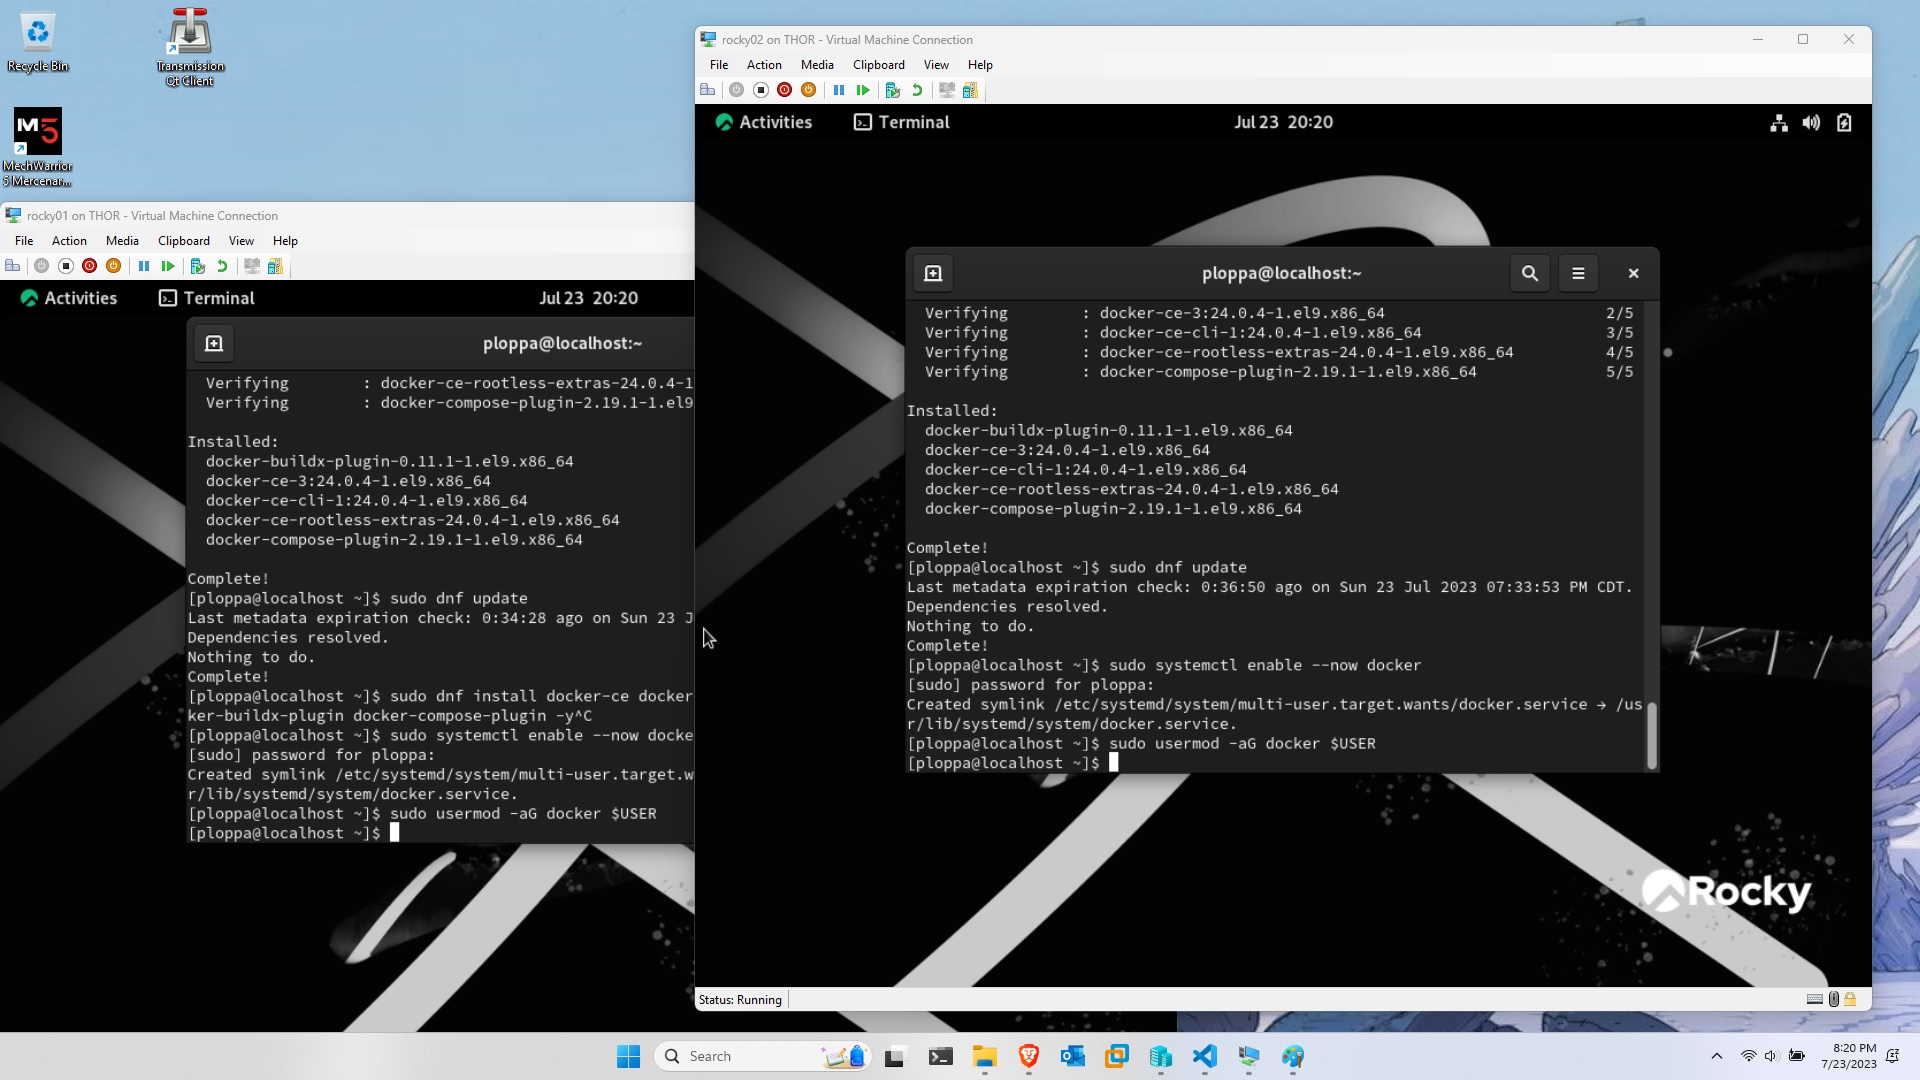 Recycle Bin
Transmission
Qt Client
MechWarrior
5 Mercenar...
rocky01 on THOR - Virtual Machine Connection
File Action Media Clipboard View Help
Activities Terminal Jul 23 20:20
ploppa@localhost:~
Verifying : docker-ce-rootless-extras-24.0.4-1
Verifying : docker-compose-plugin-2.19.1-1.el9
Installed:
docker-buildx-plugin-0.11.1-1.el9.x86_64
docker-ce-3:24.0.4-1.el9.x86_64
docker-ce-cli-1:24.0.4-1.el9.x86_64
docker-ce-rootless-extras-24.0.4-1.el9.x86_64
docker-compose-plugin-2.19.1-1.el9.x86_64
Complete!
[ploppa@localhost ~]$ sudo dnf update
Last metadata expiration check: 0:34:28 ago on Sun 23 J
Dependencies resolved.
Nothing to do.
Complete!
[ploppa@localhost ~]$ sudo dnf install docker-ce docker
ker-buildx-plugin docker-compose-plugin -y^C
[ploppa@localhost ~]$ sudo systemctl enable --now docke
[sudo] password for ploppa:
Created symlink /etc/systemd/system/multi-user.target.w
r/lib/systemd/system/docker.service.
[ploppa@localhost ~]$ sudo usermod -aG docker $USER
[ploppa@localhost ~]$
rocky02 on THOR - Virtual Machine Connection
File Action Media Clipboard View Help
Activities Terminal Jul 23 20:20
ploppa@localhost:~
Verifying : docker-ce-3:24.0.4-1.el9.x86_64 2/5
Verifying : docker-ce-cli-1:24.0.4-1.el9.x86_64 3/5
Verifying : docker-ce-rootless-extras-24.0.4-1.el9.x86_64 4/5
Verifying : docker-compose-plugin-2.19.1-1.el9.x86_64 5/5
Installed:
docker-buildx-plugin-0.11.1-1.el9.x86_64
docker-ce-3:24.0.4-1.el9.x86_64
docker-ce-cli-1:24.0.4-1.el9.x86_64
docker-ce-rootless-extras-24.0.4-1.el9.x86_64
docker-compose-plugin-2.19.1-1.el9.x86_64
Complete!
[ploppa@localhost ~]$ sudo dnf update
Last metadata expiration check: 0:36:50 ago on Sun 23 Jul 2023 07:33:53 PM CDT.
Dependencies resolved.
Nothing to do.
Complete!
[ploppa@localhost ~]$ sudo systemctl enable --now docker
[sudo] password for ploppa:
Created symlink /etc/systemd/system/multi-user.target.wants/docker.service → /us
r/lib/systemd/system/docker.service.
[ploppa@localhost ~]$ sudo usermod -aG docker $USER
[ploppa@localhost ~]$
Rocky
Status: Running
Search
8:20 PM
7/23/2023